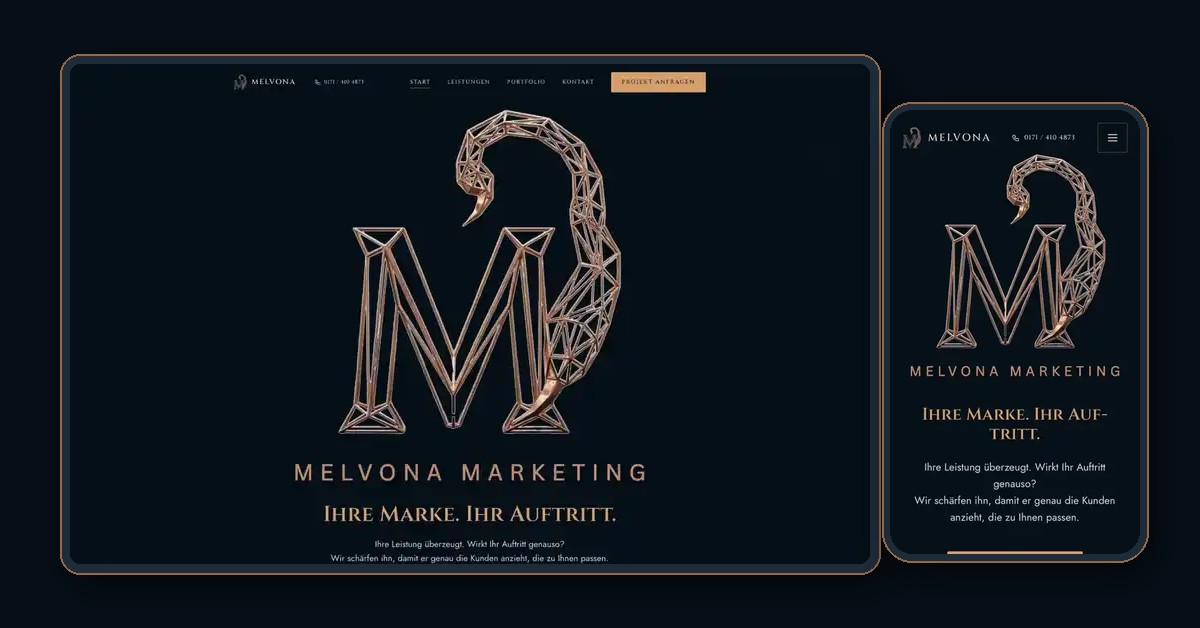 MELVONA
0171 / 410 4873
START
LEISTUNGEN
PORTFOLIO
KONTAKT
PROJEKT ANFRAGEN
M
MELVONA MARKETING
IHRE MARKE. IHR AUFTRITT.
Ihre Leistung überzeugt. Wirkt Ihr Auftritt genauso?
Wir schärfen ihn, damit er genau die Kunden anzieht, die zu Ihnen passen.
MELVONA
0171 / 410 4873
M
MELVONA MARKETING
IHRE MARKE. IHR AUF-
TRITT.
Ihre Leistung überzeugt. Wirkt Ihr Auftritt
genauso?
Wir schärfen ihn, damit er genau die Kunden
anzieht, die zu Ihnen passen.